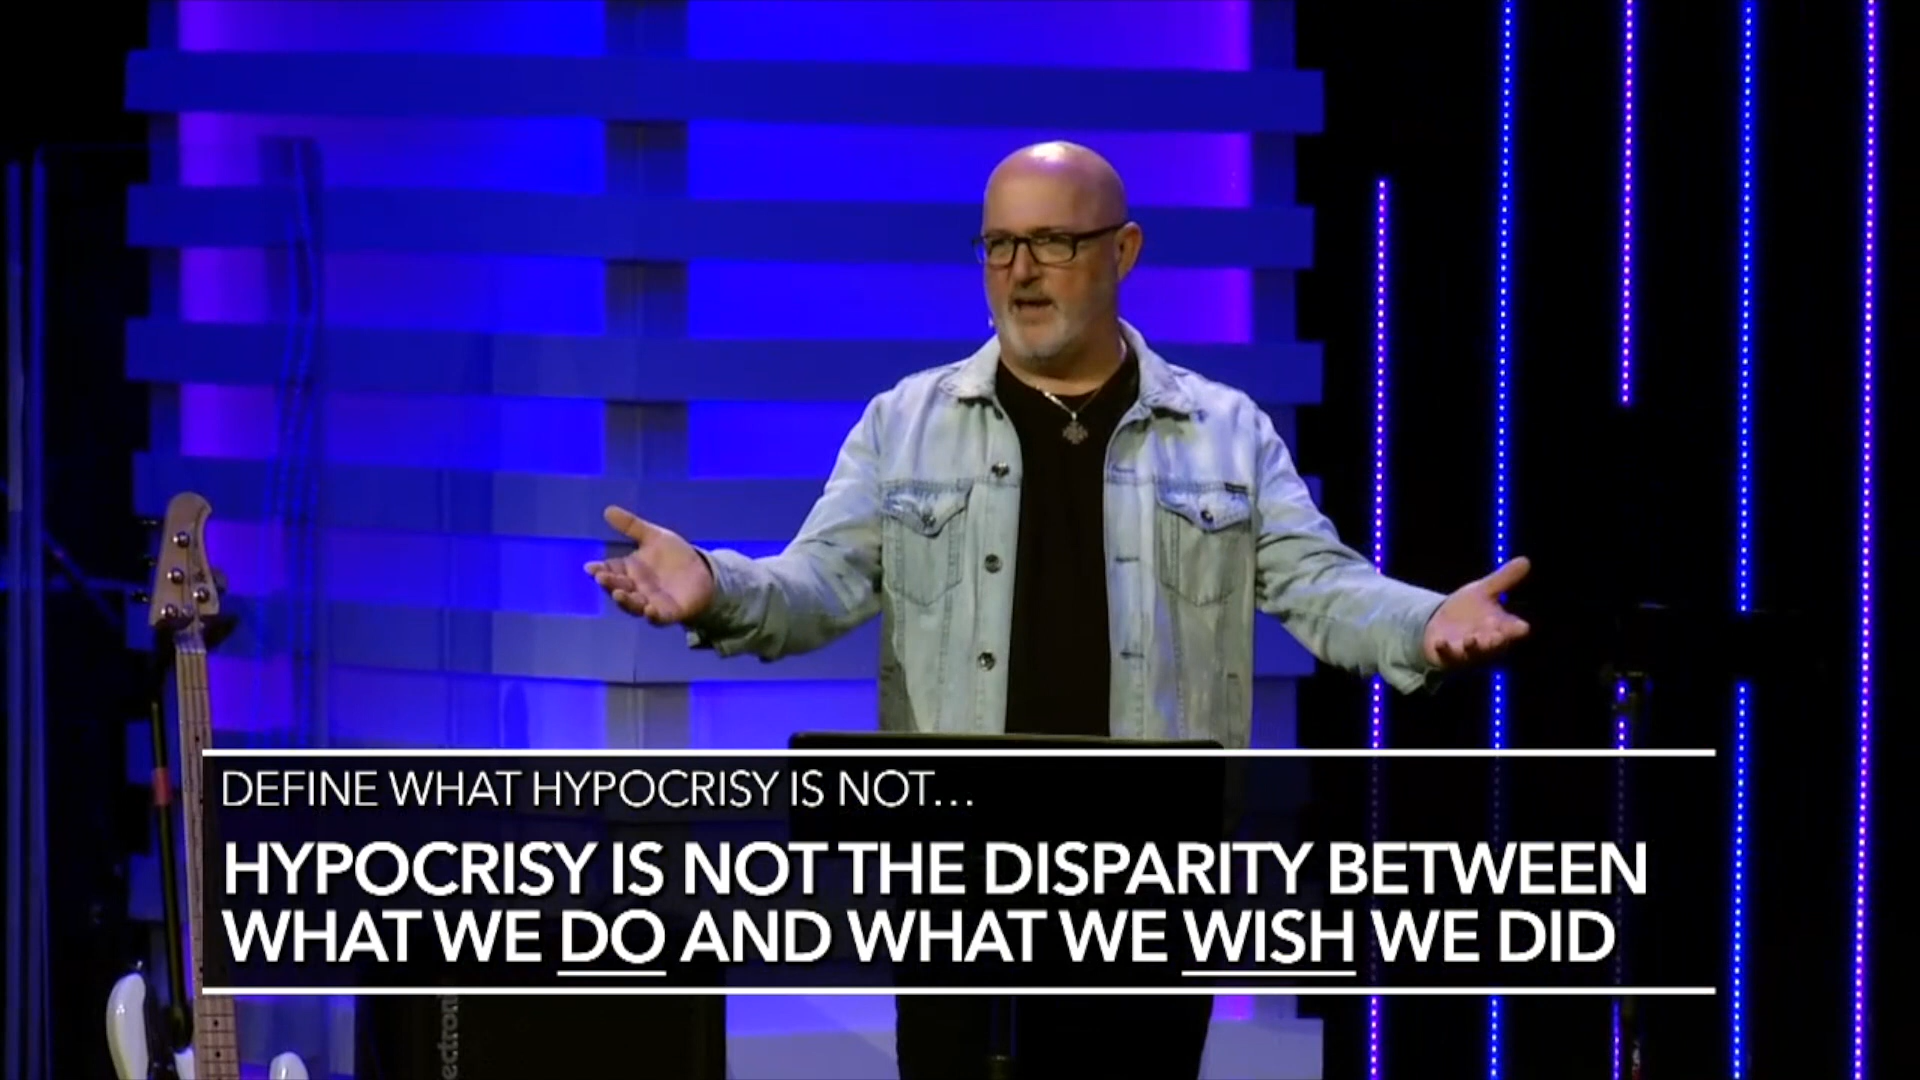 DEFINE WHAT HYPOCRISY IS NOT...
HYPOCRISY IS NOT THE DISPARITY BETWEEN
WHAT WE DO AND WHAT WE WISH WE DID